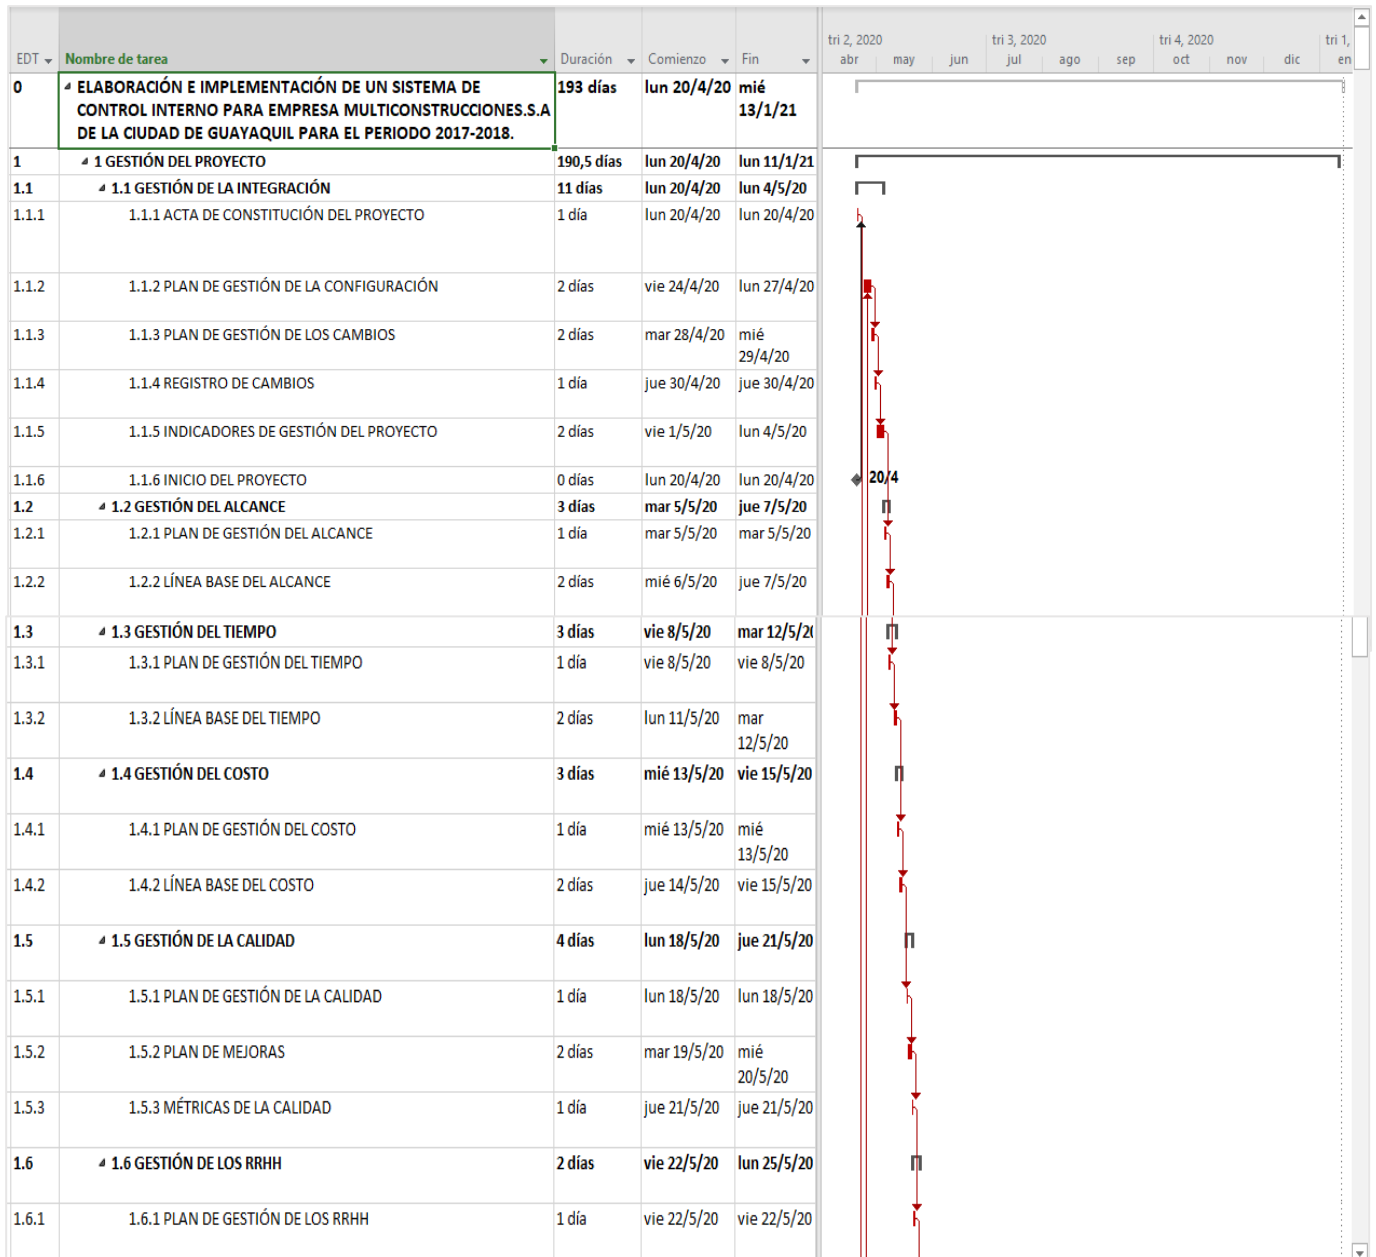 tri 2, 2020 tri 3, 2020 tri 4, 2020 tri 1,
EDT Nombre de tarea Duración Comienzo Fin abr may jun jul ago sep oct nov dic en
0 ELABORACIÓN E IMPLEMENTACIÓN DE UN SISTEMA DE 193 días lun 20/4/20 mié
CONTROL INTERNO PARA EMPRESA MULTICONSTRUCCIONES.S.A 13/1/21
DE LA CIUDAD DE GUAYAQUIL PARA EL PERIODO 2017-2018.
1 1 GESTIÓN DEL PROYECTO 190,5 días lun 20/4/20 lun 11/1/21
1.1 1.1 GESTIÓN DE LA INTEGRACIÓN 11 días lun 20/4/20 lun 4/5/20
1.1.1 1.1.1 ACTA DE CONSTITUCIÓN DEL PROYECTO 1 día lun 20/4/20 lun 20/4/20
1.1.2 1.1.2 PLAN DE GESTIÓN DE LA CONFIGURACIÓN 2 días vie 24/4/20 lun 27/4/20
1.1.3 1.1.3 PLAN DE GESTIÓN DE LOS CAMBIOS 2 días mar 28/4/20 mié
29/4/20
1.1.4 1.1.4 REGISTRO DE CAMBIOS 1 día jue 30/4/20 jue 30/4/20
1.1.5 1.1.5 INDICADORES DE GESTIÓN DEL PROYECTO 2 días vie 1/5/20 lun 4/5/20
1.1.6 1.1.6 INICIO DEL PROYECTO 0 días lun 20/4/20 lun 20/4/20 20/4
1.2 1.2 GESTIÓN DEL ALCANCE 3 días mar 5/5/20 jue 7/5/20
1.2.1 1.2.1 PLAN DE GESTIÓN DEL ALCANCE 1 día mar 5/5/20 mar 5/5/20
1.2.2 1.2.2 LÍNEA BASE DEL ALCANCE 2 días mié 6/5/20 jue 7/5/20
1.3 1.3 GESTIÓN DEL TIEMPO 3 días vie 8/5/20 mar 12/5/20
1.3.1 1.3.1 PLAN DE GESTIÓN DEL TIEMPO 1 día vie 8/5/20 vie 8/5/20
1.3.2 1.3.2 LÍNEA BASE DEL TIEMPO 2 días lun 11/5/20 mar
12/5/20
1.4 1.4 GESTIÓN DEL COSTO 3 días mié 13/5/20 vie 15/5/20
1.4.1 1.4.1 PLAN DE GESTIÓN DEL COSTO 1 día mié 13/5/20 mié
13/5/20
1.4.2 1.4.2 LÍNEA BASE DEL COSTO 2 días jue 14/5/20 vie 15/5/20
1.5 1.5 GESTIÓN DE LA CALIDAD 4 días lun 18/5/20 jue 21/5/20
1.5.1 1.5.1 PLAN DE GESTIÓN DE LA CALIDAD 1 día lun 18/5/20 lun 18/5/20
1.5.2 1.5.2 PLAN DE MEJORAS 2 días mar 19/5/20 mié
20/5/20
1.5.3 1.5.3 MÉTRICAS DE LA CALIDAD 1 día jue 21/5/20 jue 21/5/20
1.6 1.6 GESTIÓN DE LOS RRHH 2 días vie 22/5/20 lun 25/5/20
1.6.1 1.6.1 PLAN DE GESTIÓN DE LOS RRHH 1 día vie 22/5/20 vie 22/5/20